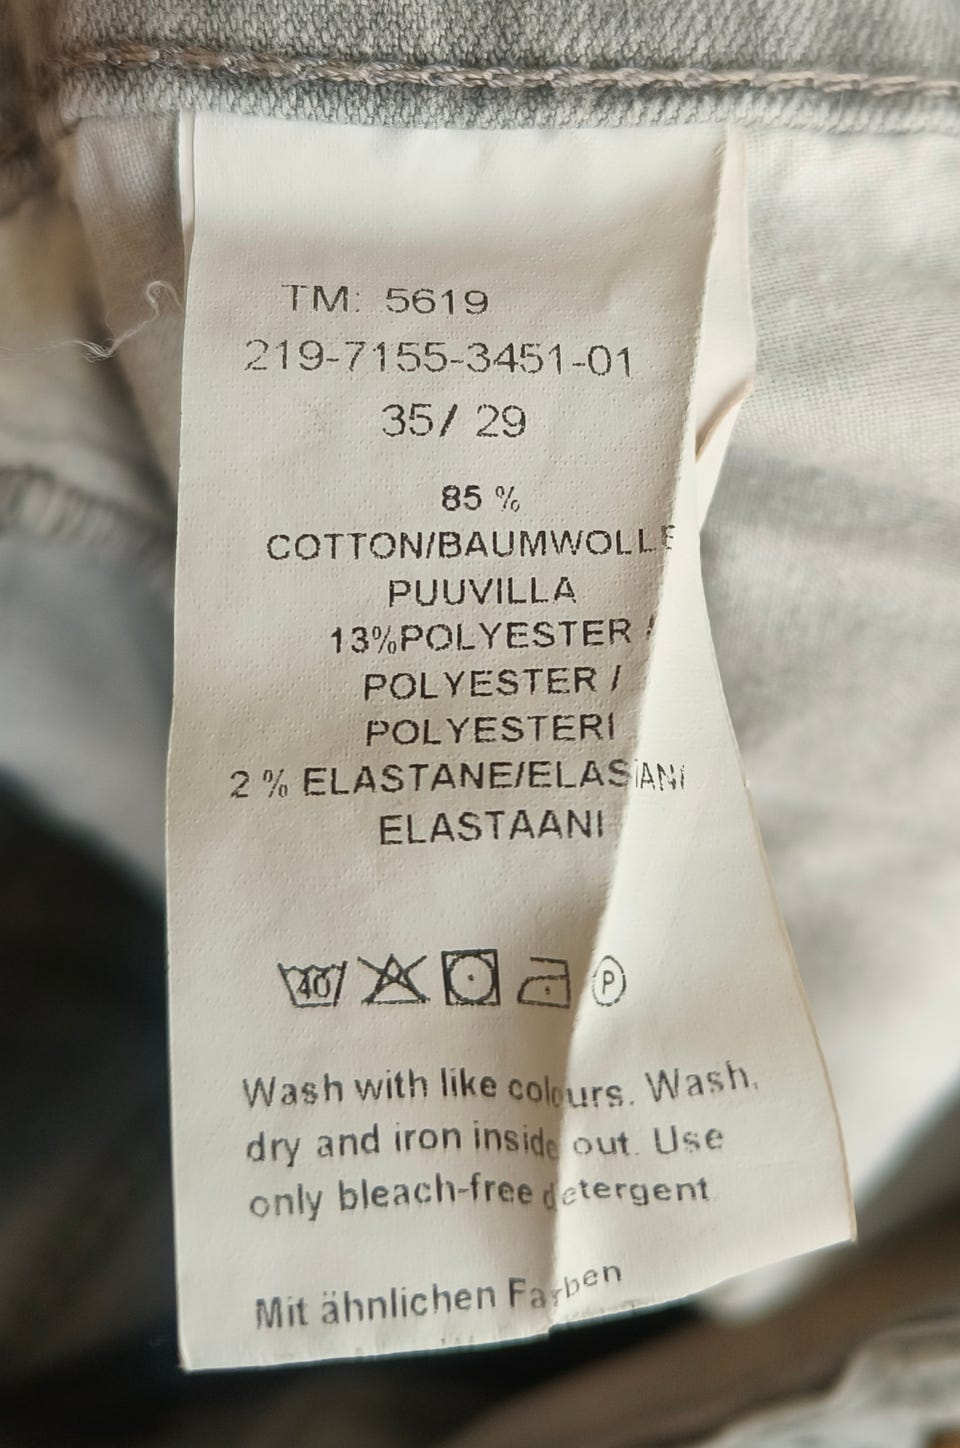 TM: 5619
219-7155-3451-01
35/ 29
85 %
COTTON/BAUMWOLLE
PUUVILLA
13%POLYESTER /
POLYESTER /
POLYESTERI
2 % ELASTANE/ELASTAN/
ELASTAANI
40
P
Wash with like colours. Wash,
dry and iron inside out. Use
only bleach-free detergent
Mit ähnlichen Farben